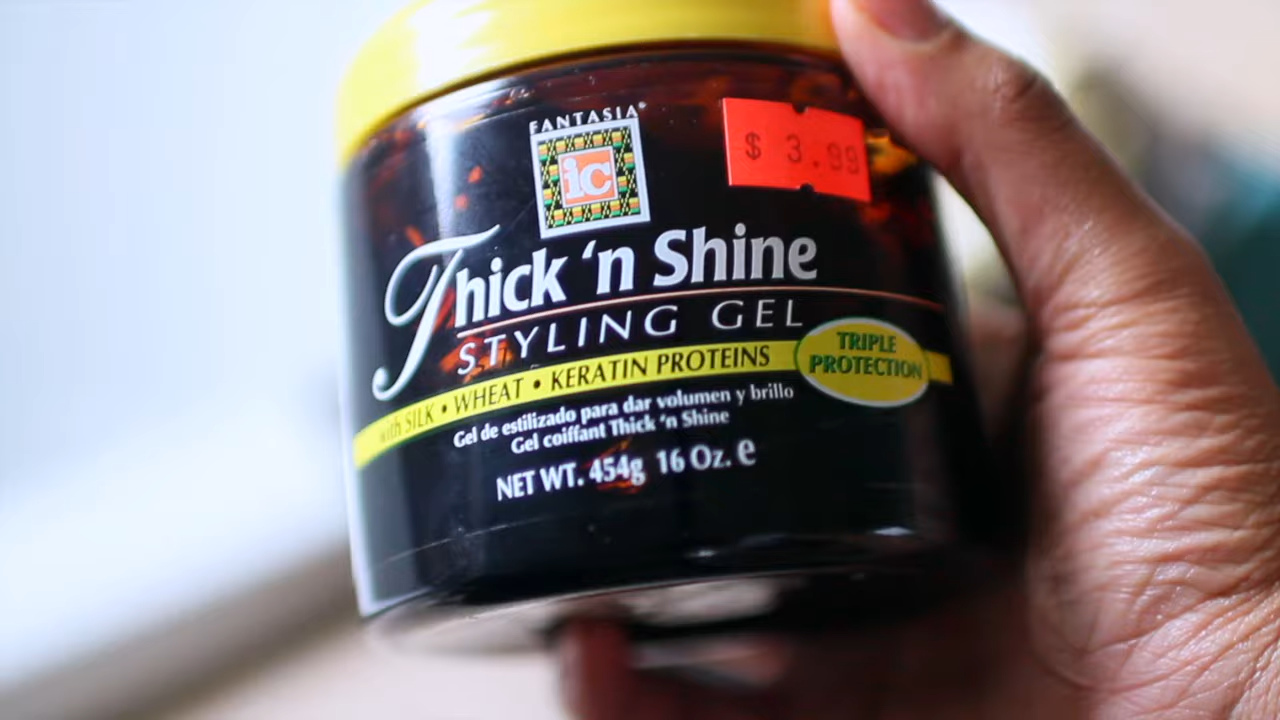 FANTASIA®
ic
$ 3.99
Thick 'n Shine
STYLING GEL
with SILK • WHEAT • KERATIN PROTEINS
TRIPLE
PROTECTION
Gel de estilizado para dar volumen y brillo
Gel coiffant Thick 'n Shine
NET WT. 454g 16 Oz. e